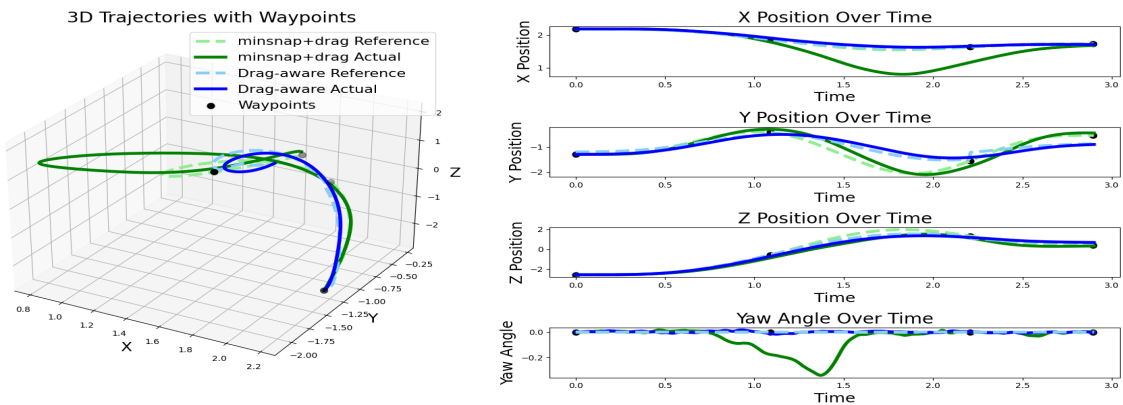 3D Trajectories with Waypoints
minsnap+drag Reference
minsnap+drag Actual
Drag-aware Reference
Drag-aware Actual
Waypoints
2
1
0
−1
−2
Z
−0.25
−0.50
−0.75
−1.00
−1.25
−1.50
−1.75
−2.00
Y
0.8
1.0
1.2
1.4
1.6
1.8
2.0
2.2
X
X Position Over Time
X Position
2
1
0.0 0.5 1.0 1.5 2.0 2.5 3.0
Time
Y Position Over Time
Y Position
−1
−2
0.0 0.5 1.0 1.5 2.0 2.5 3.0
Time
Z Position Over Time
Z Position
2
0
−2
0.0 0.5 1.0 1.5 2.0 2.5 3.0
Time
Yaw Angle Over Time
Yaw Angle
0.0
−0.2
0.0 0.5 1.0 1.5 2.0 2.5 3.0
Time